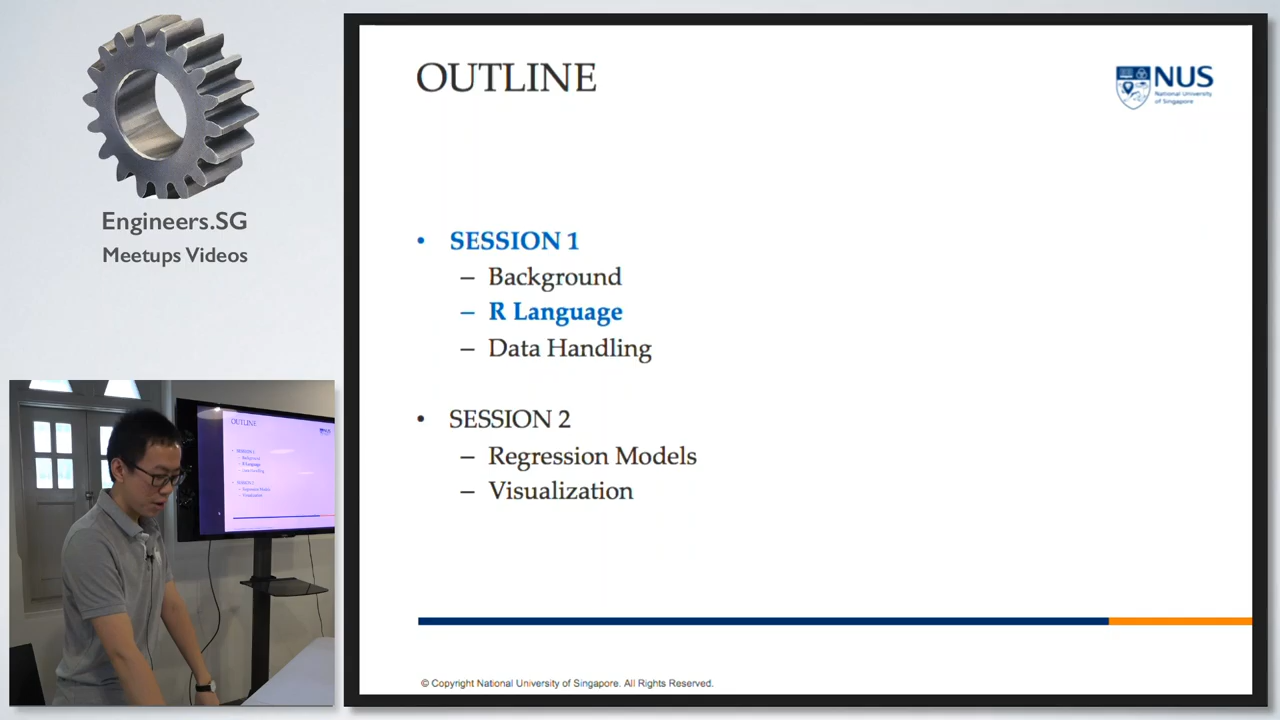 Engineers.SG
Meetups Videos
OUTLINE
NUS
National University
of Singapore
• SESSION 1
– Background
– R Language
– Data Handling
• SESSION 2
– Regression Models
– Visualization
© Copyright National University of Singapore. All Rights Reserved.
OUTLINE